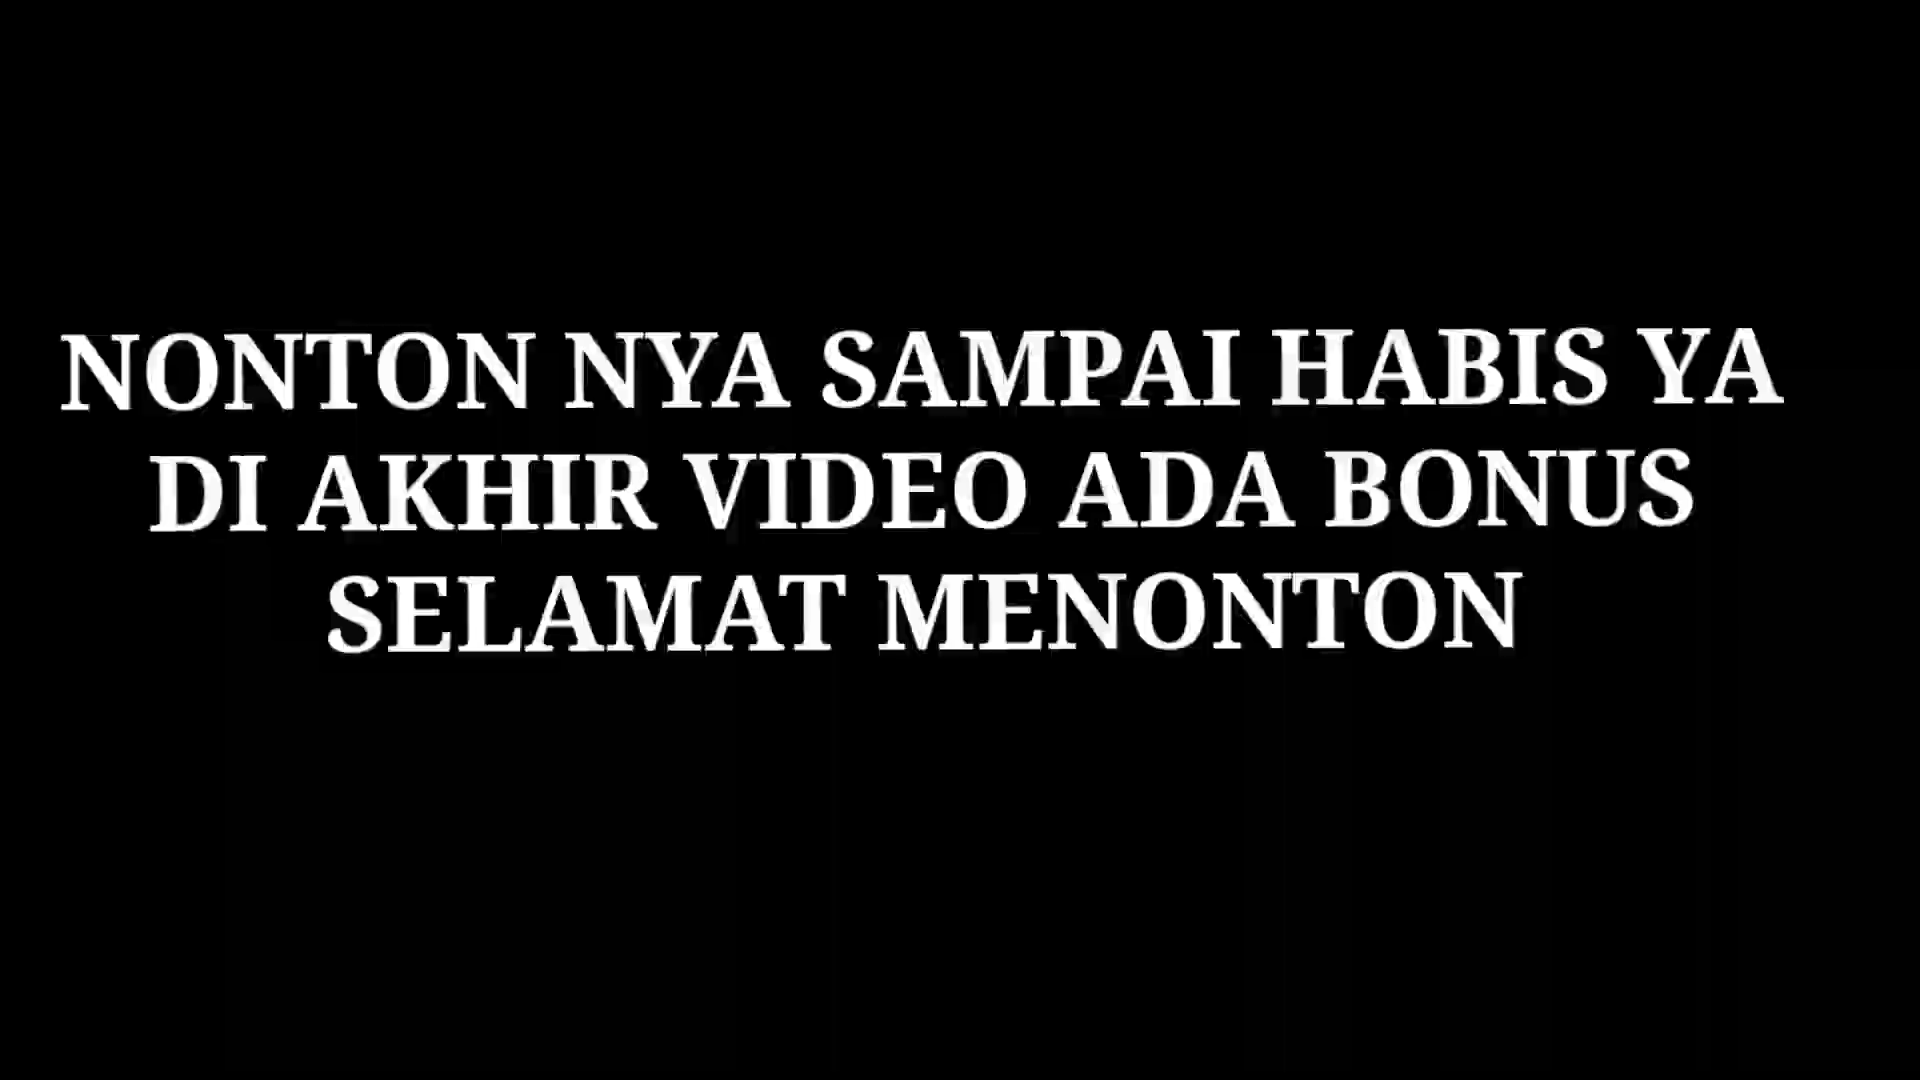 NONTON NYA SAMPAI HABIS YA
DI AKHIR VIDEO ADA BONUS
SELAMAT MENONTON